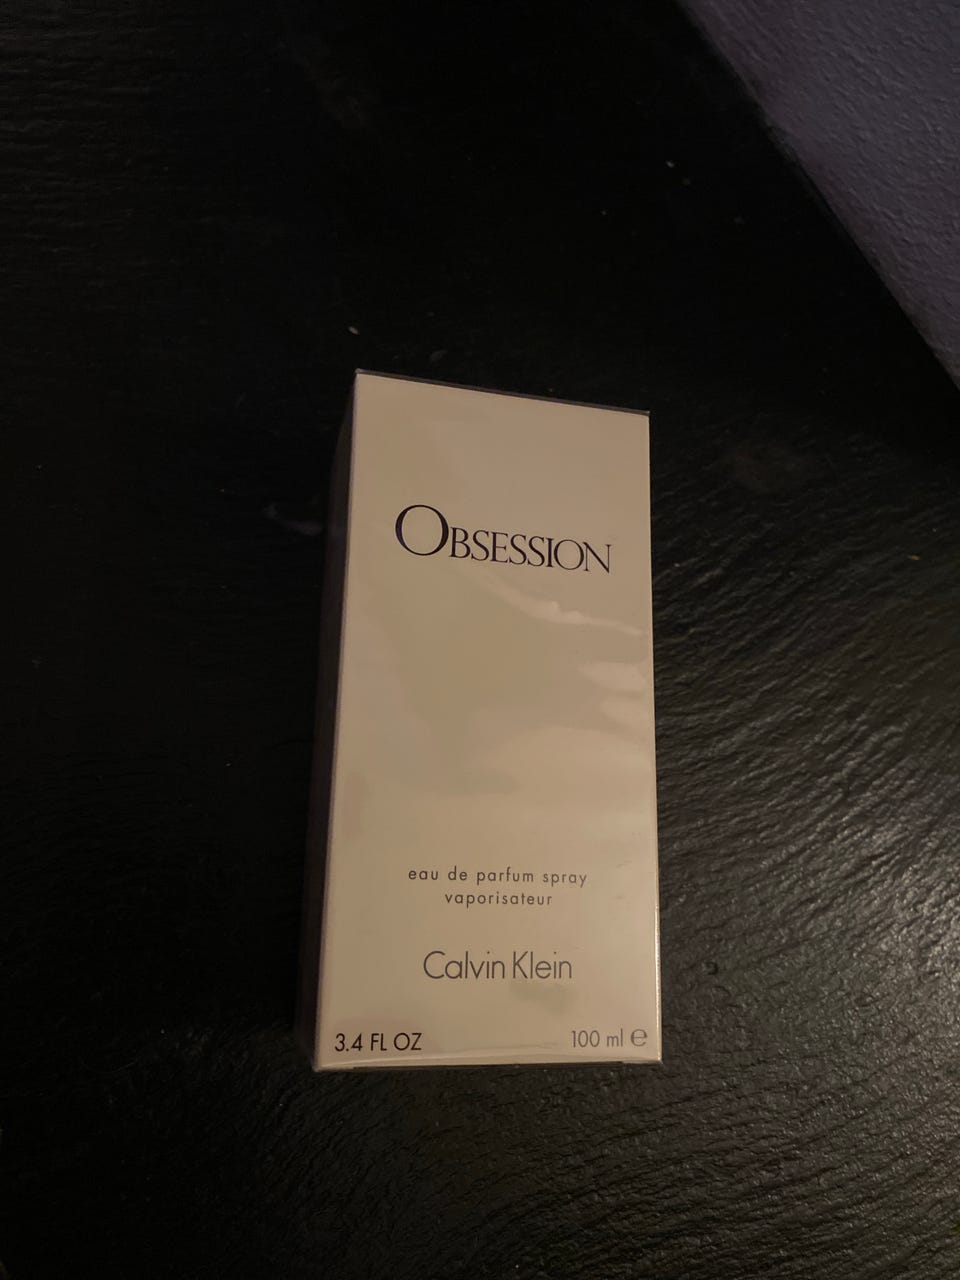 OBSESSION
eau de parfum spray
vaporisateur
Calvin Klein
3.4 FL OZ 100 ml ℮